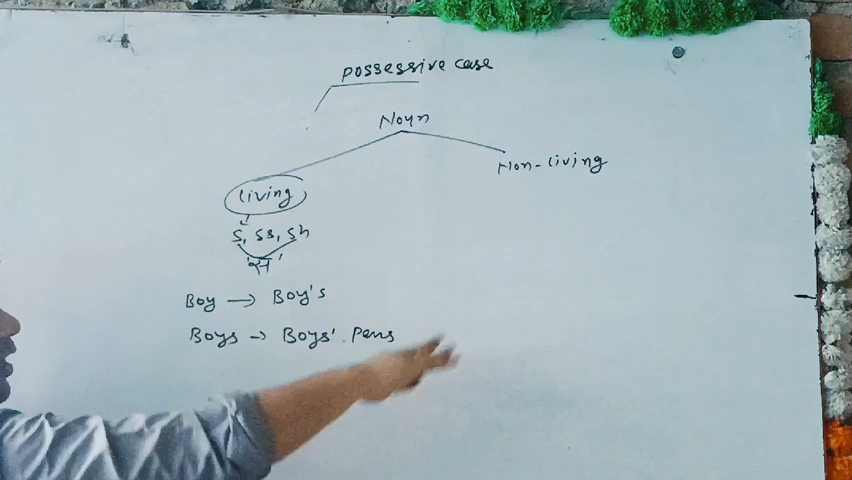 possessive case
Noun
Non-living
living
s, ss, sh
'स'
Boy → Boy's
Boys → Boys'. Pens